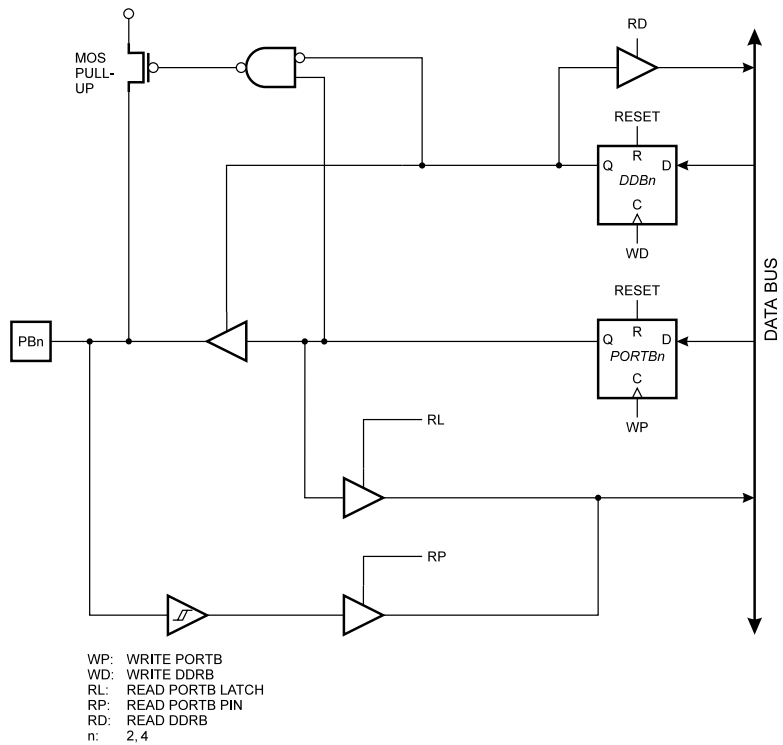 RD
MOS
PULL-
UP
RESET
R
Q
D
DDBn
C
WD
RESET
R
PBn
Q
D
PORTBn
C
WP
DATA BUS
RL
RP
WP: WRITE PORTB
WD: WRITE DDRB
RL: READ PORTB LATCH
RP: READ PORTB PIN
RD: READ DDRB
n: 2, 4